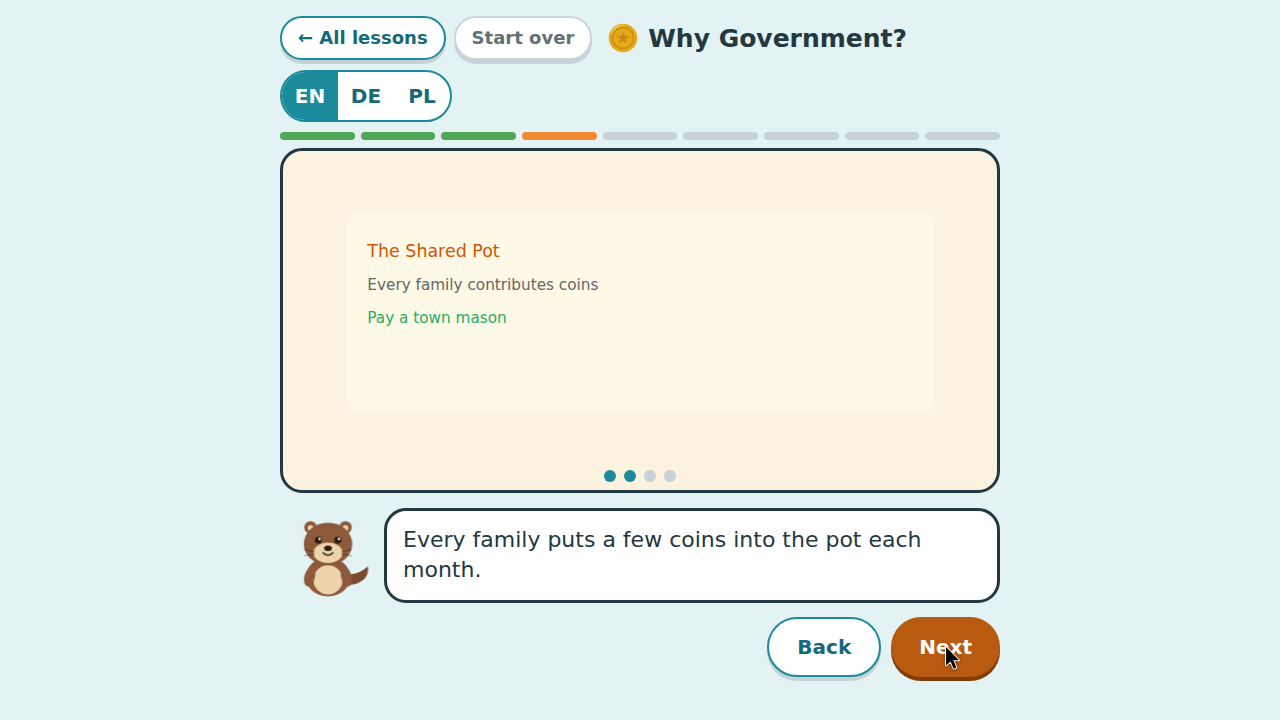 ← All lessons
Start over
Why Government?
EN DE PL
The Shared Pot
Every family contributes coins
Pay a town mason
Every family puts a few coins into the pot each
month.
Back
Next